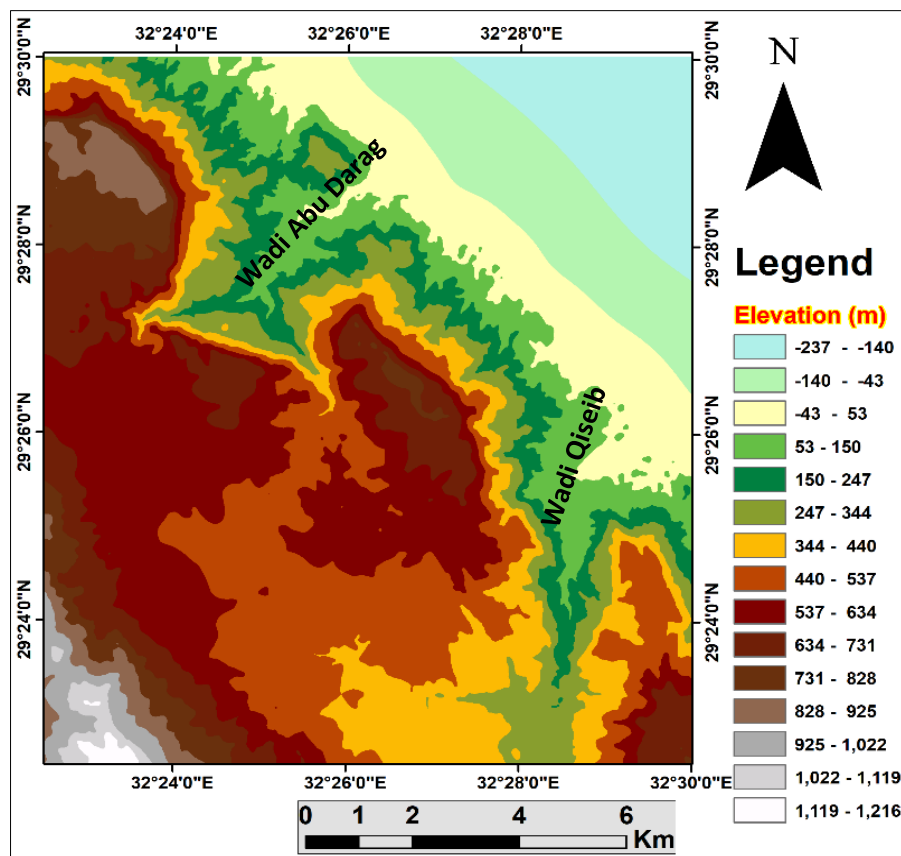 32°24'0"E
32°26'0"E
32°28'0"E
29°30'0"N
29°30'0"N
N
Wadi Abu Darag
29°28'0"N
29°28'0"N
Legend
Elevation (m)
-237 - -140
-140 - -43
-43 - 53
53 - 150
150 - 247
247 - 344
344 - 440
440 - 537
537 - 634
634 - 731
731 - 828
828 - 925
925 - 1,022
1,022 - 1,119
1,119 - 1,216
Wadi Qiseib
29°26'0"N
29°26'0"N
29°24'0"N
29°24'0"N
32°24'0"E
32°26'0"E
32°28'0"E
32°30'0"E
0 1 2 4 6
Km